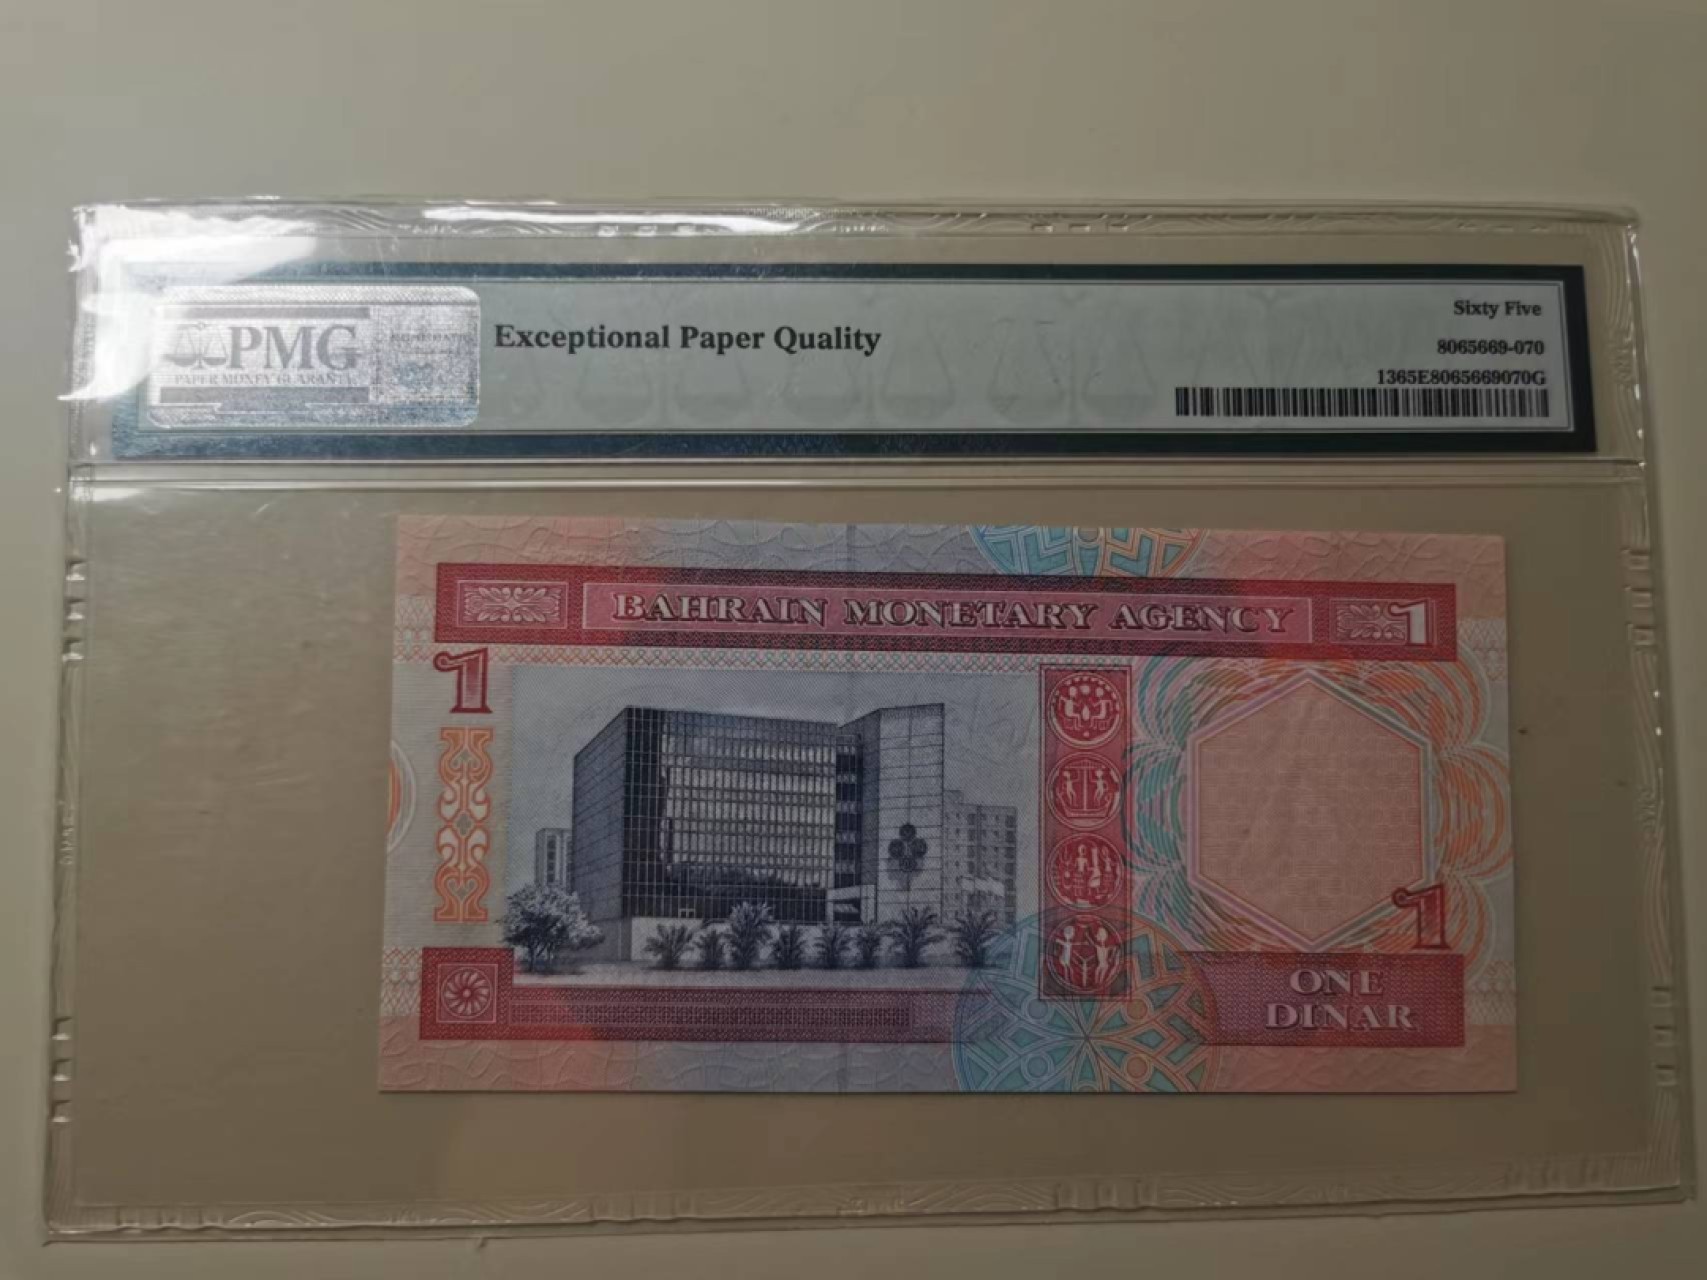 PMG
PAPER MONEY GUARANTY
Exceptional Paper Quality
Sixty Five
8065669-070
1365E8065669070G
BAHRAIN MONETARY AGENCY
1
1
1
ONE
DINAR